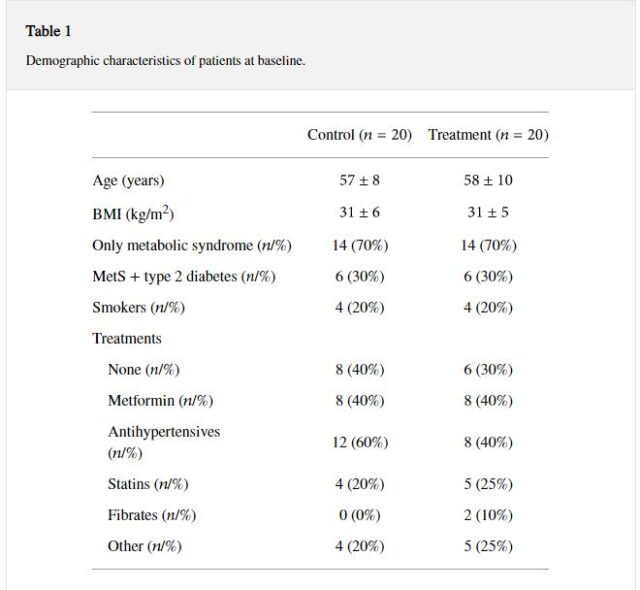 Table 1
Demographic characteristics of patients at baseline.
Control (n = 20) Treatment (n = 20)
Age (years) 57 ± 8 58 ± 10
BMI (kg/m²) 31 ± 6 31 ± 5
Only metabolic syndrome (n/%) 14 (70%) 14 (70%)
MetS + type 2 diabetes (n/%) 6 (30%) 6 (30%)
Smokers (n/%) 4 (20%) 4 (20%)
Treatments
None (n/%) 8 (40%) 6 (30%)
Metformin (n/%) 8 (40%) 8 (40%)
Antihypertensives
(n/%) 12 (60%) 8 (40%)
Statins (n/%) 4 (20%) 5 (25%)
Fibrates (n/%) 0 (0%) 2 (10%)
Other (n/%) 4 (20%) 5 (25%)